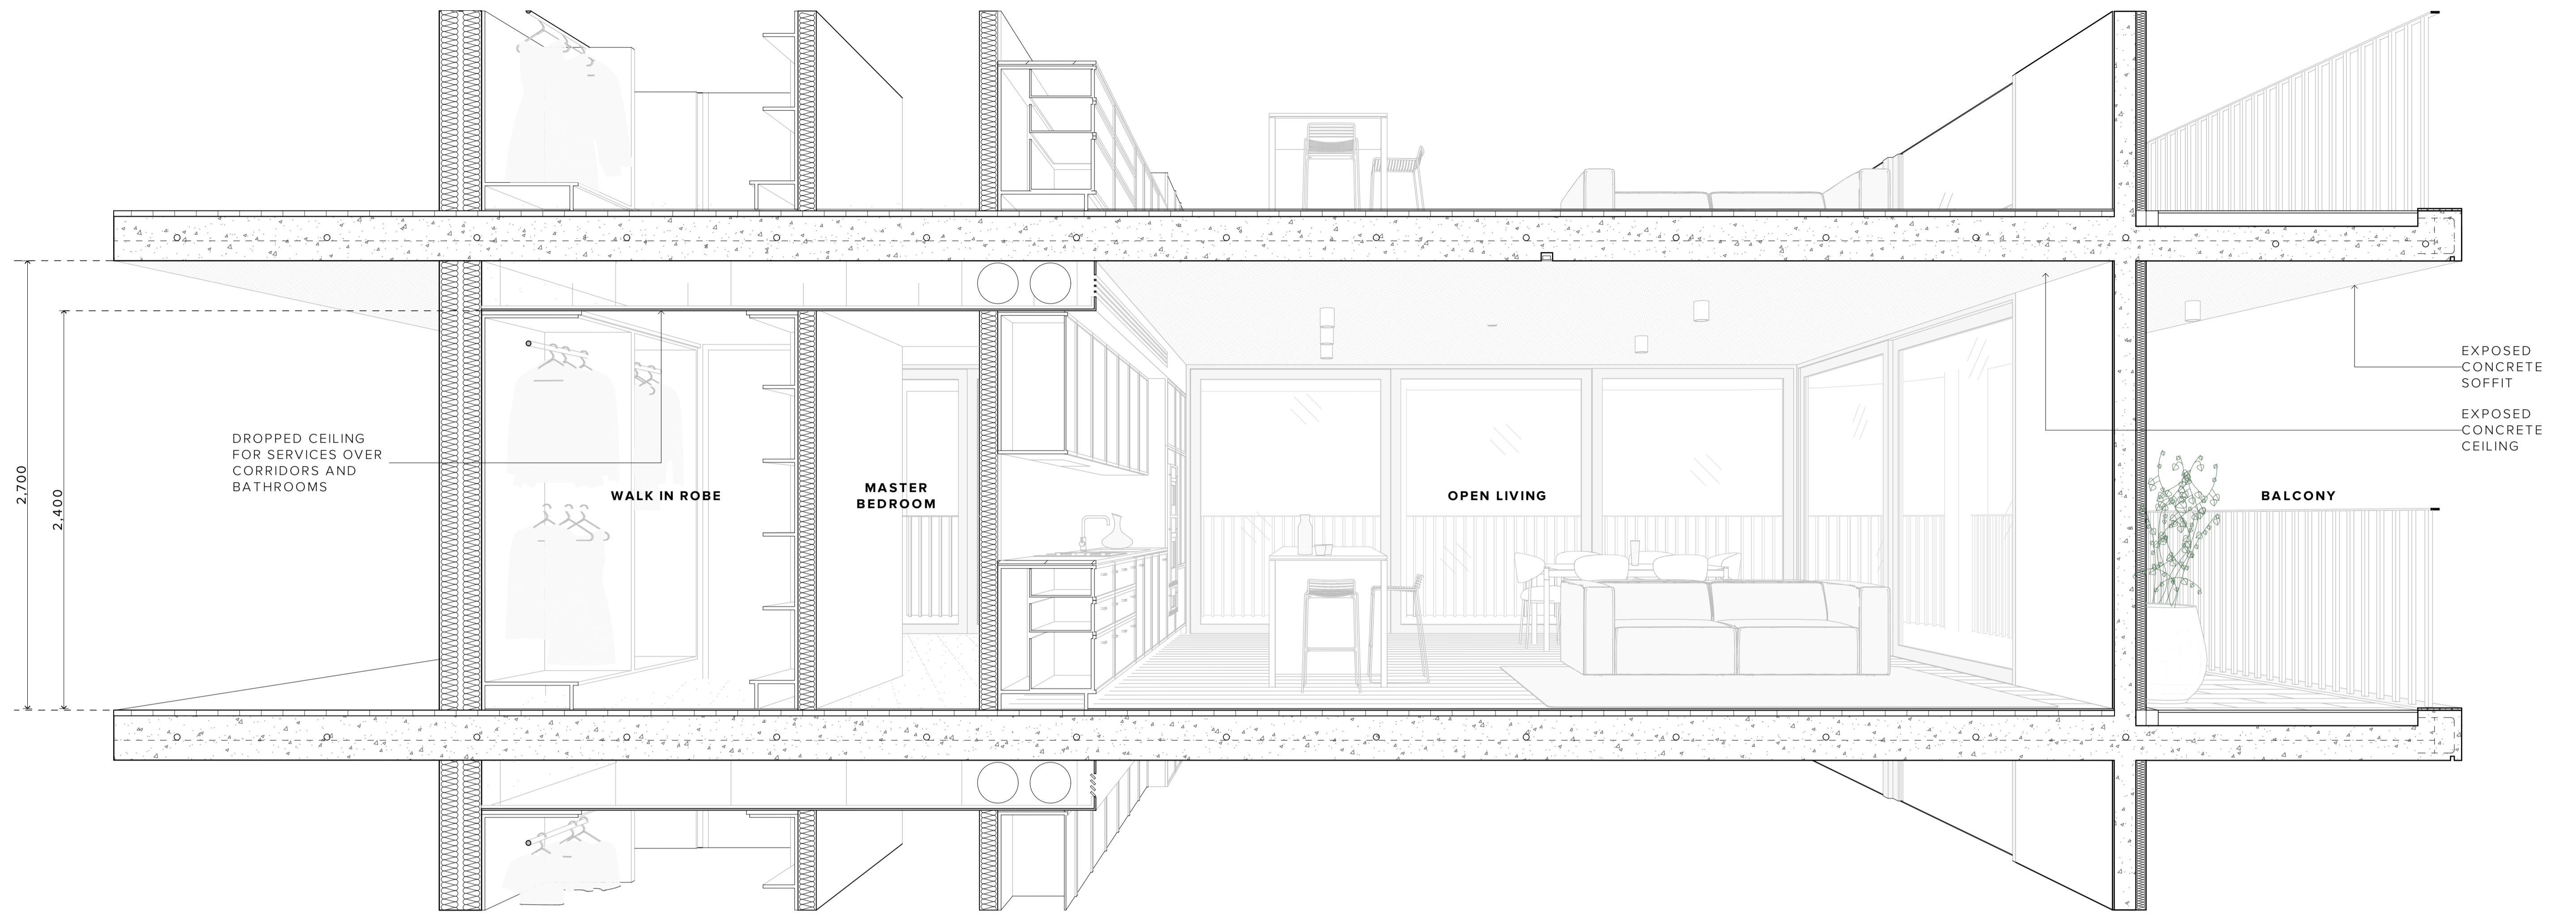 2,700
2,400
DROPPED CEILING
FOR SERVICES OVER
CORRIDORS AND
BATHROOMS
WALK IN ROBE
MASTER
BEDROOM
OPEN LIVING
BALCONY
EXPOSED
CONCRETE
SOFFIT
EXPOSED
CONCRETE
CEILING